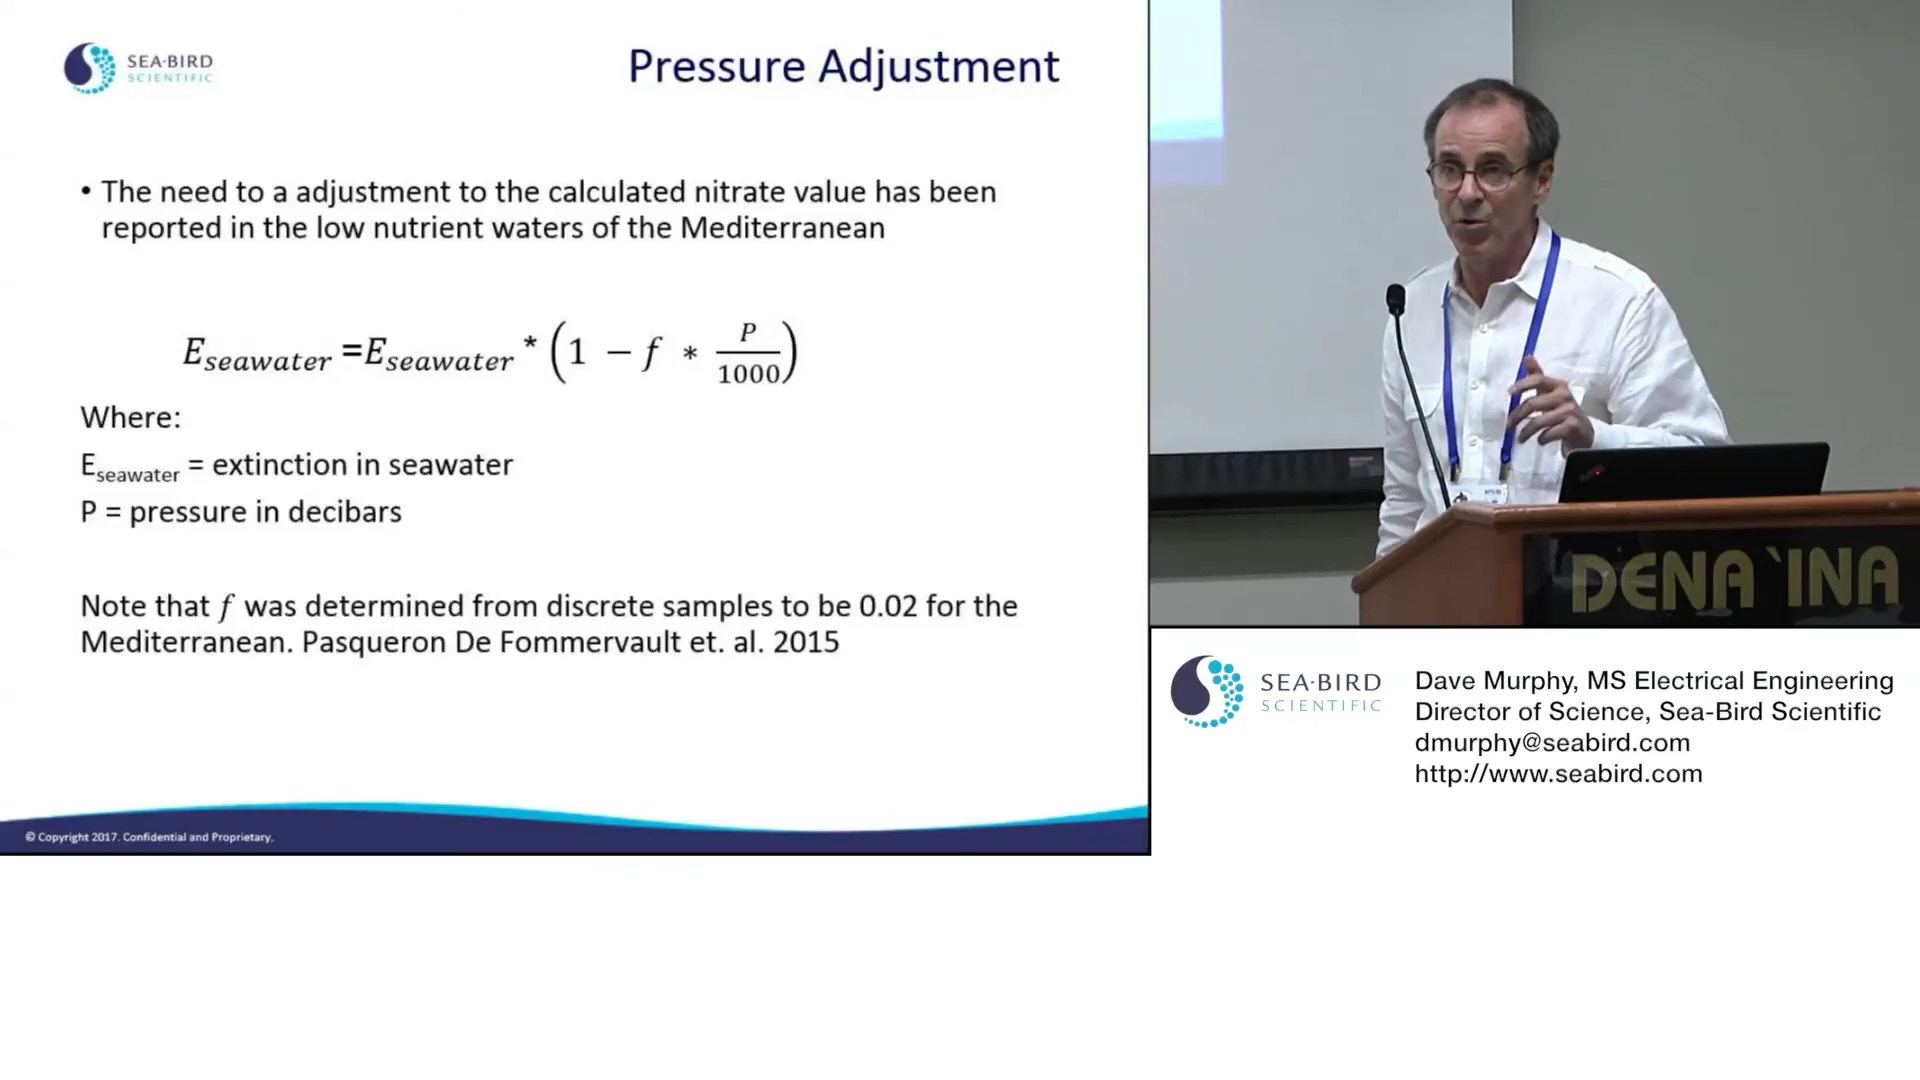 SEA·BIRD
SCIENTIFIC
Pressure Adjustment
• The need to a adjustment to the calculated nitrate value has been
reported in the low nutrient waters of the Mediterranean
E_seawater =E_seawater * (1 − f * P/1000)
Where:
E_seawater = extinction in seawater
P = pressure in decibars
Note that f was determined from discrete samples to be 0.02 for the
Mediterranean. Pasqueron De Fommervault et. al. 2015
© Copyright 2017. Confidential and Proprietary.
DENA`INA
SEA·BIRD
SCIENTIFIC
Dave Murphy, MS Electrical Engineering
Director of Science, Sea-Bird Scientific
dmurphy@seabird.com
http://www.seabird.com